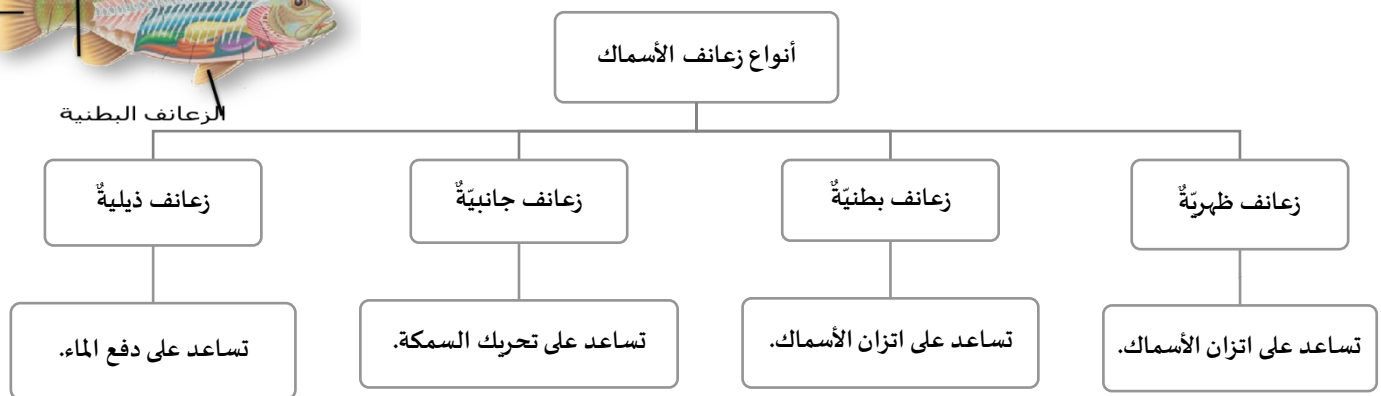 أنواع زعانف الأسماك
الزعانف البطنية
زعانف ظهريّةٌ
زعانف بطنيّةٌ
زعانف جانبيّةٌ
زعانف ذيليةٌ
تساعد على اتزان الأسماك.
تساعد على اتزان الأسماك.
تساعد على تحريك السمكة.
تساعد على دفع الماء.